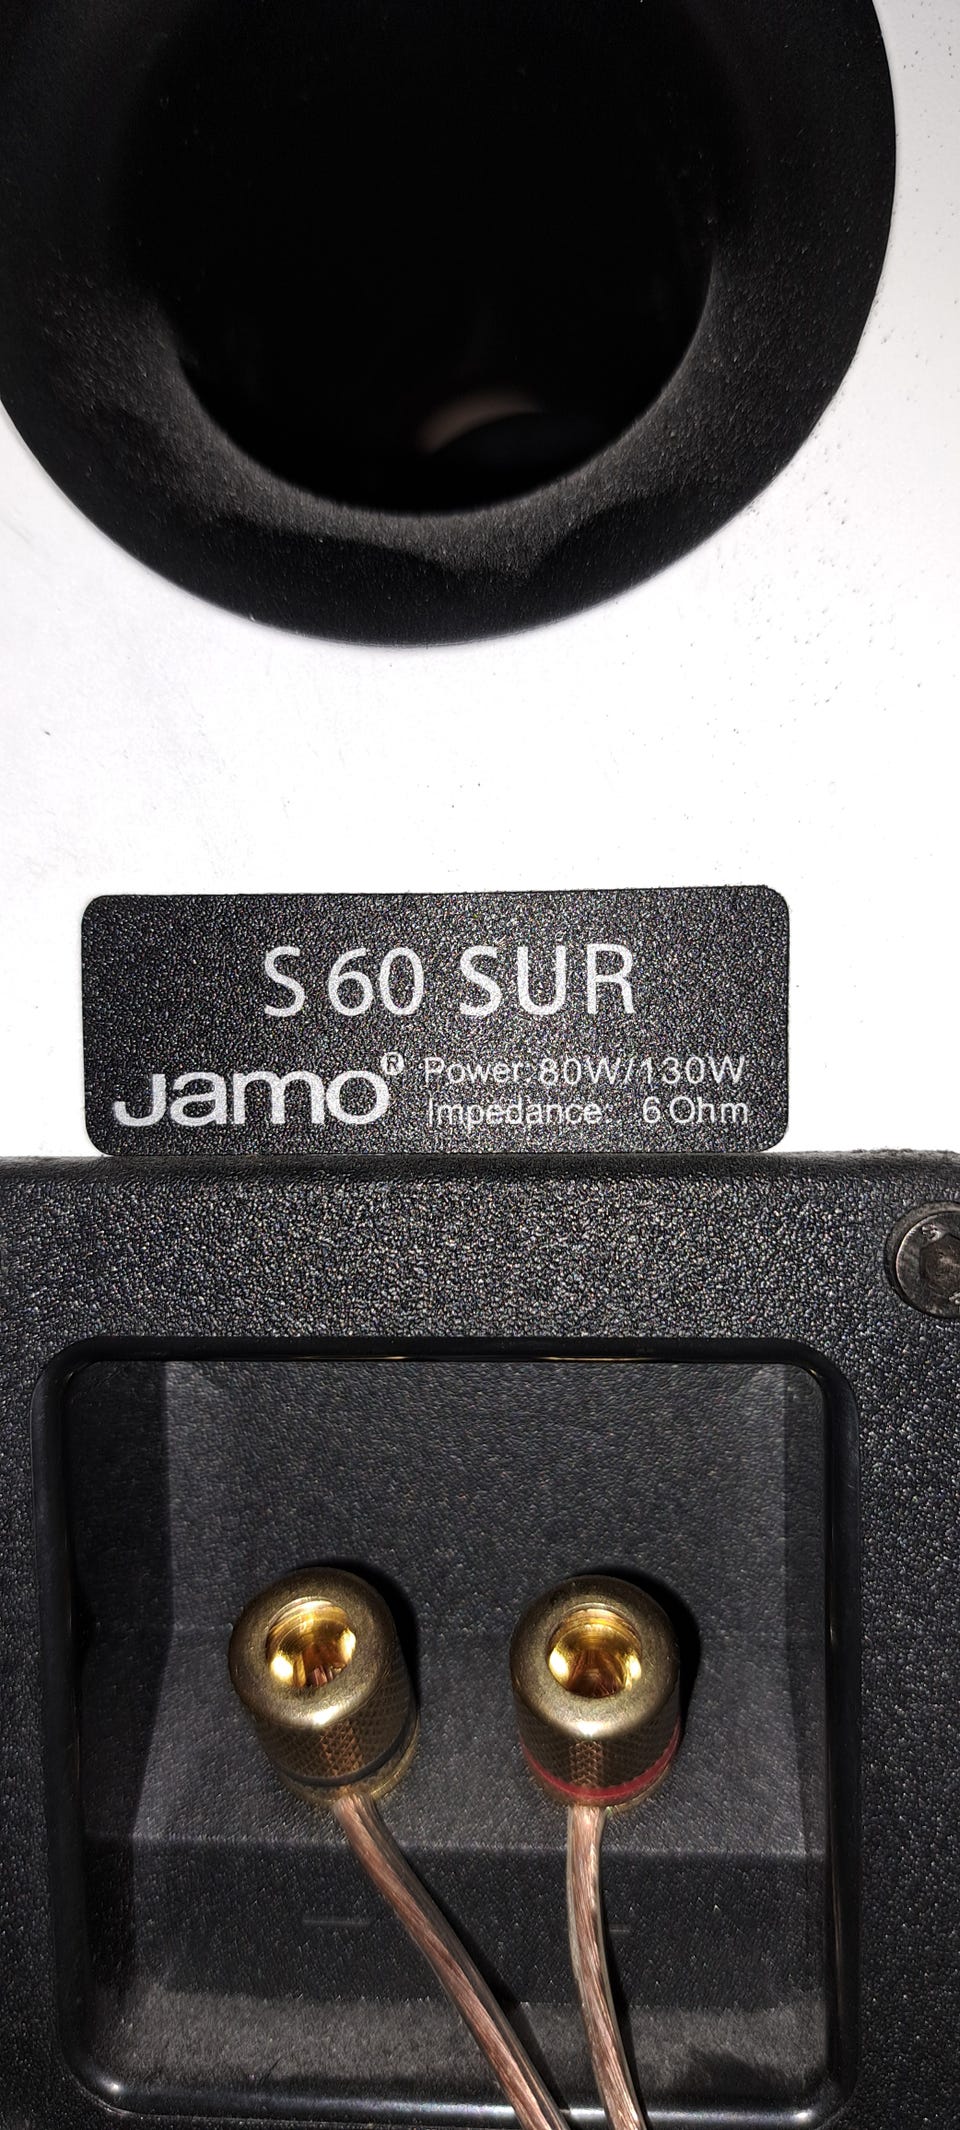 S 60 SUR
Jamo® Power:80W/130W
Impedance: 6 Ohm